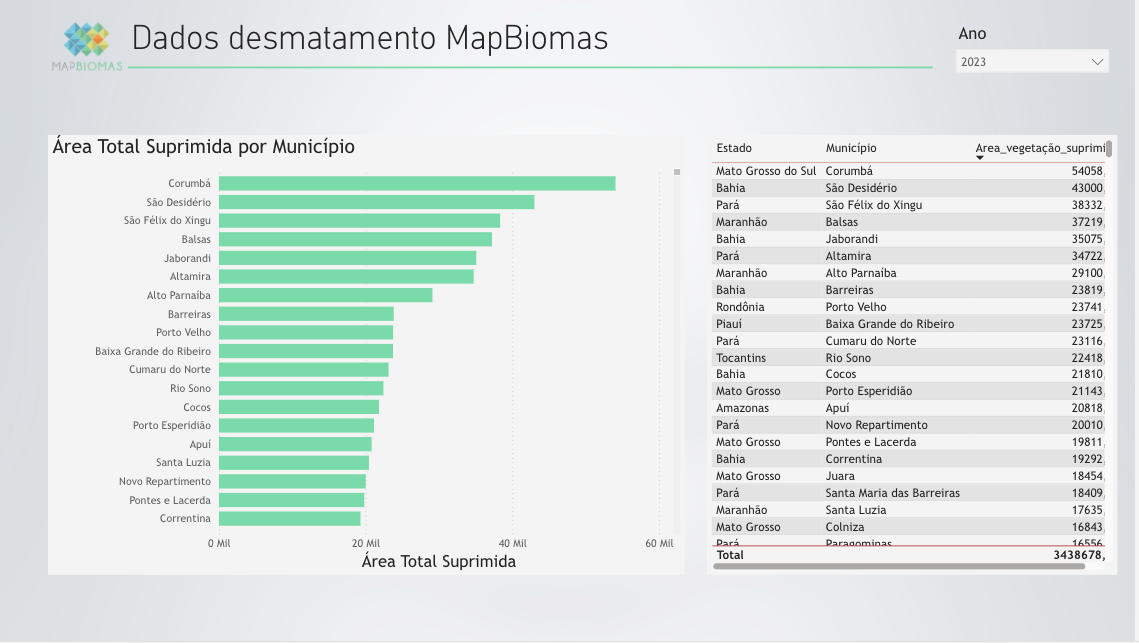 Dados desmatamento MapBiomas
MAPBIOMAS
Ano
2023
Área Total Suprimida por Município
Corumbá
São Desidério
São Félix do Xingu
Balsas
Jaborandi
Altamira
Alto Parnaíba
Barreiras
Porto Velho
Baixa Grande do Ribeiro
Cumaru do Norte
Rio Sono
Cocos
Porto Esperidião
Apuí
Santa Luzia
Novo Repartimento
Pontes e Lacerda
Correntina
0 Mil 20 Mil 40 Mil 60 Mil
Área Total Suprimida
Estado Município Area_vegetação_suprimi
Mato Grosso do Sul Corumbá 54058,
Bahia São Desidério 43000,
Pará São Félix do Xingu 38332,
Maranhão Balsas 37219,
Bahia Jaborandi 35075,
Pará Altamira 34722,
Maranhão Alto Parnaíba 29100,
Bahia Barreiras 23819,
Rondônia Porto Velho 23741,
Piauí Baixa Grande do Ribeiro 23725,
Pará Cumaru do Norte 23116,
Tocantins Rio Sono 22418,
Bahia Cocos 21810,
Mato Grosso Porto Esperidião 21143,
Amazonas Apuí 20818,
Pará Novo Repartimento 20010,
Mato Grosso Pontes e Lacerda 19811,
Bahia Correntina 19292,
Mato Grosso Juara 18454,
Pará Santa Maria das Barreiras 18409,
Maranhão Santa Luzia 17635,
Mato Grosso Colniza 16843,
Pará Paragominas 16556,
Total 3438678,